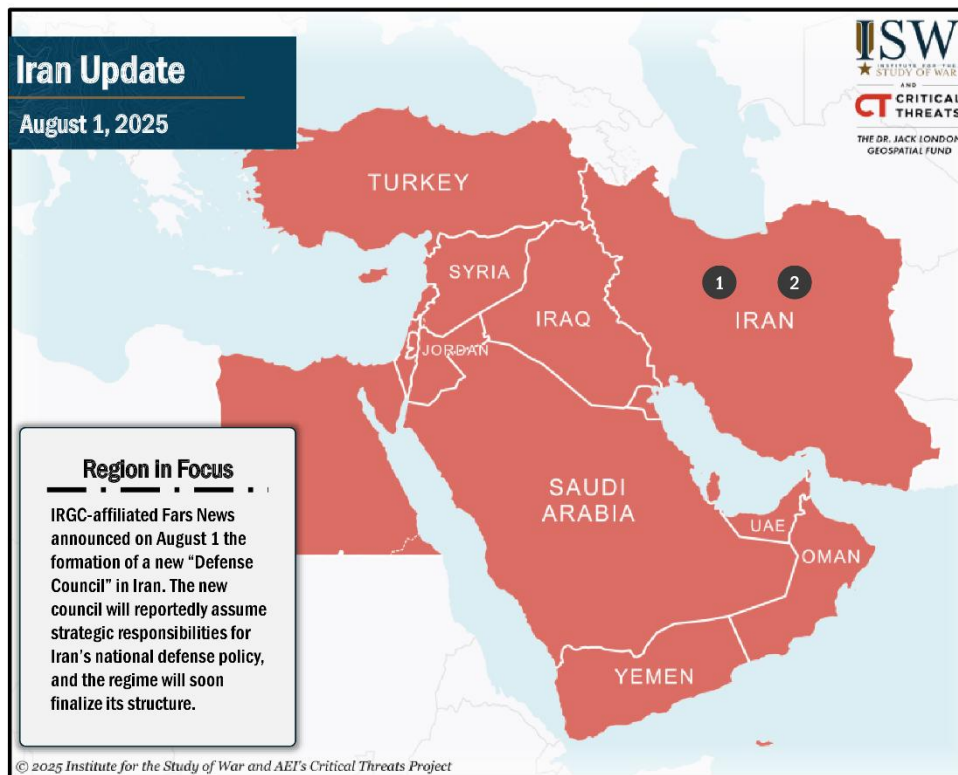 Iran Update
August 1, 2025
ISW
INSTITUTE FOR THE
STUDY OF WAR
AND
CT CRITICAL
THREATS
THE DR. JACK LONDON
GEOSPATIAL FUND
TURKEY
SYRIA
IRAQ
JORDAN
1
2
IRAN
SAUDI
ARABIA
UAE
OMAN
YEMEN
Region in Focus
IRGC-affiliated Fars News
announced on August 1 the
formation of a new “Defense
Council” in Iran. The new
council will reportedly assume
strategic responsibilities for
Iran’s national defense policy,
and the regime will soon
finalize its structure.
© 2025 Institute for the Study of War and AEI’s Critical Threats Project